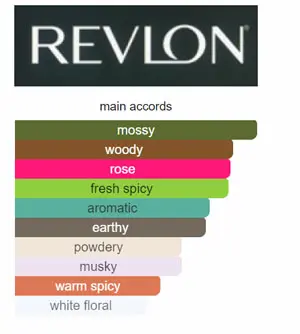 REVLON
main accords
mossy
woody
rose
fresh spicy
aromatic
earthy
powdery
musky
warm spicy
white floral